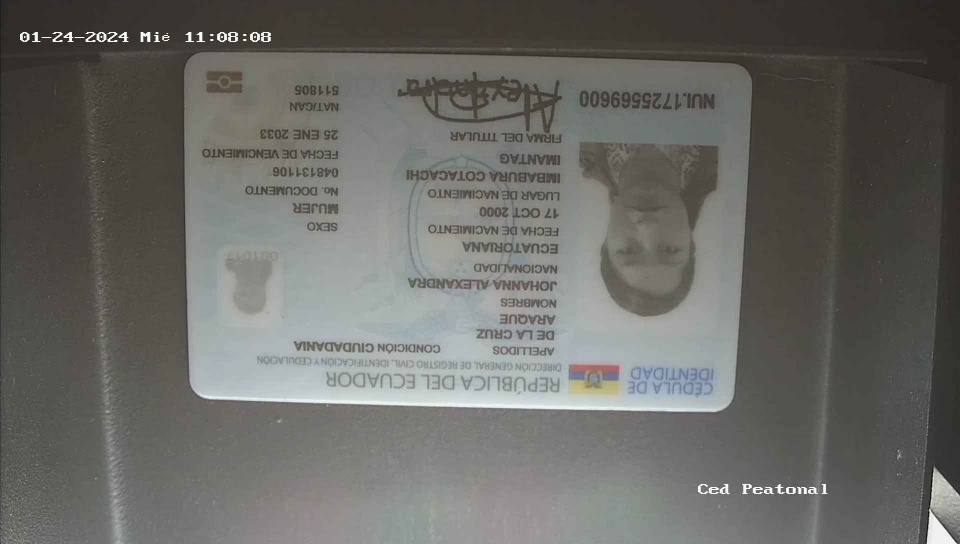 01-24-2024 Mié 11:08:08
CÉDULA DE
IDENTIDAD
REPÚBLICA DEL ECUADOR
DIRECCIÓN GENERAL DE REGISTRO CIVIL, IDENTIFICACIÓN Y CEDULACIÓN
APELLIDOS
DE LA CRUZ
ARAQUE
CONDICIÓN CIUDADANÍA
NOMBRES
JOHANNA ALEXANDRA
NACIONALIDAD
ECUATORIANA
FECHA DE NACIMIENTO
17 OCT 2000
LUGAR DE NACIMIENTO
IMBABURA COTACACHI
IMANTAG
FIRMA DEL TITULAR
Alexandra
SEXO
MUJER
No. DOCUMENTO
048131106
FECHA DE VENCIMIENTO
25 ENE 2033
NAT/CAN
511805
NUI.1725569600
Ced Peatonal